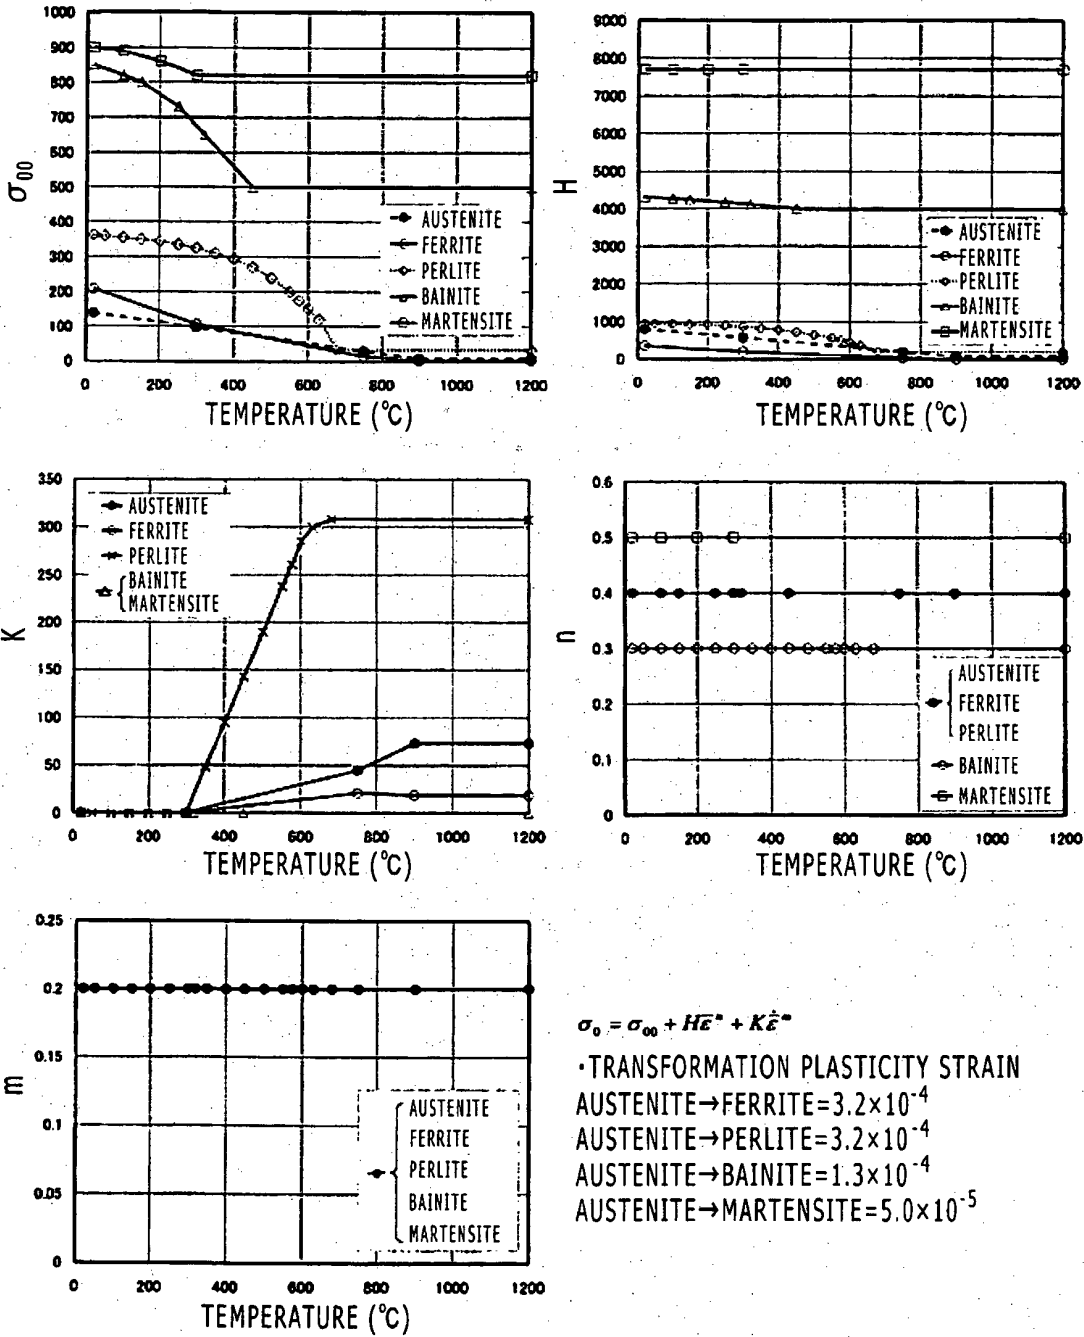 1000
900
800
700
600
500
400
300
200
100
0
σ00
0 200 400 600 800 1000 1200
TEMPERATURE (°C)
AUSTENITE
FERRITE
PERLITE
BAINITE
MARTENSITE
9000
8000
7000
6000
5000
4000
3000
2000
1000
0
H
0 200 400 600 800 1000 1200
TEMPERATURE (°C)
AUSTENITE
FERRITE
PERLITE
BAINITE
MARTENSITE
350
300
250
200
150
100
50
0
K
0 200 400 600 800 1000 1200
TEMPERATURE (°C)
AUSTENITE
FERRITE
PERLITE
BAINITE
MARTENSITE
0.6
0.5
0.4
0.3
0.2
0.1
0
n
0 200 400 600 800 1000 1200
TEMPERATURE (°C)
AUSTENITE
FERRITE
PERLITE
BAINITE
MARTENSITE
0.25
0.2
0.15
0.1
0.05
0
m
0 200 400 600 800 1000 1200
TEMPERATURE (°C)
AUSTENITE
FERRITE
PERLITE
BAINITE
MARTENSITE
σ₀ = σ₀₀ + Hε̄ⁿ + Kε̄̇ᵐ
·TRANSFORMATION PLASTICITY STRAIN
AUSTENITE→FERRITE=3.2×10⁻⁴
AUSTENITE→PERLITE=3.2×10⁻⁴
AUSTENITE→BAINITE=1.3×10⁻⁴
AUSTENITE→MARTENSITE=5.0×10⁻⁵